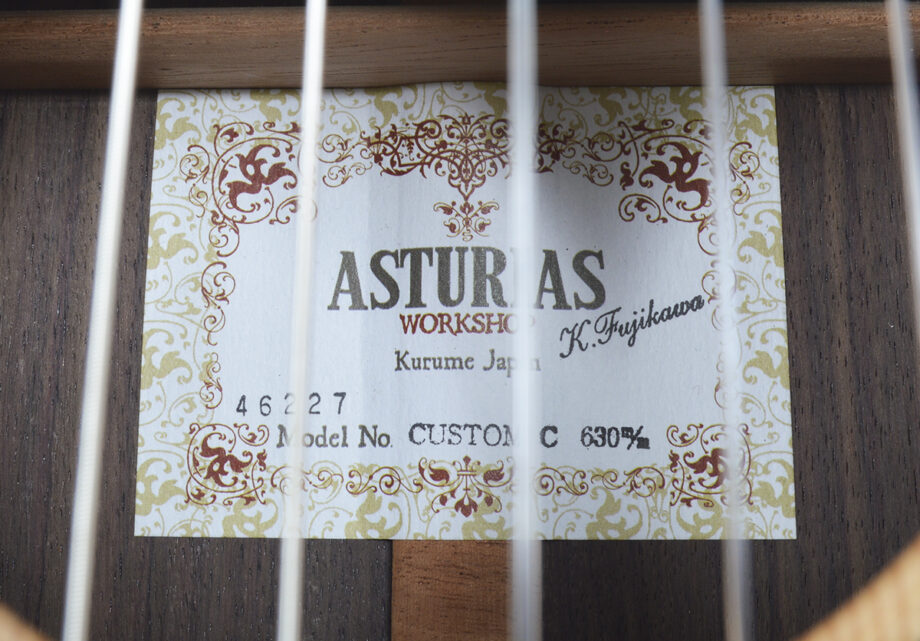 ASTURIAS
WORKSHOP
K. Fujikawa
Kurume Japan
46227
Model No. CUSTOM C 630m/m